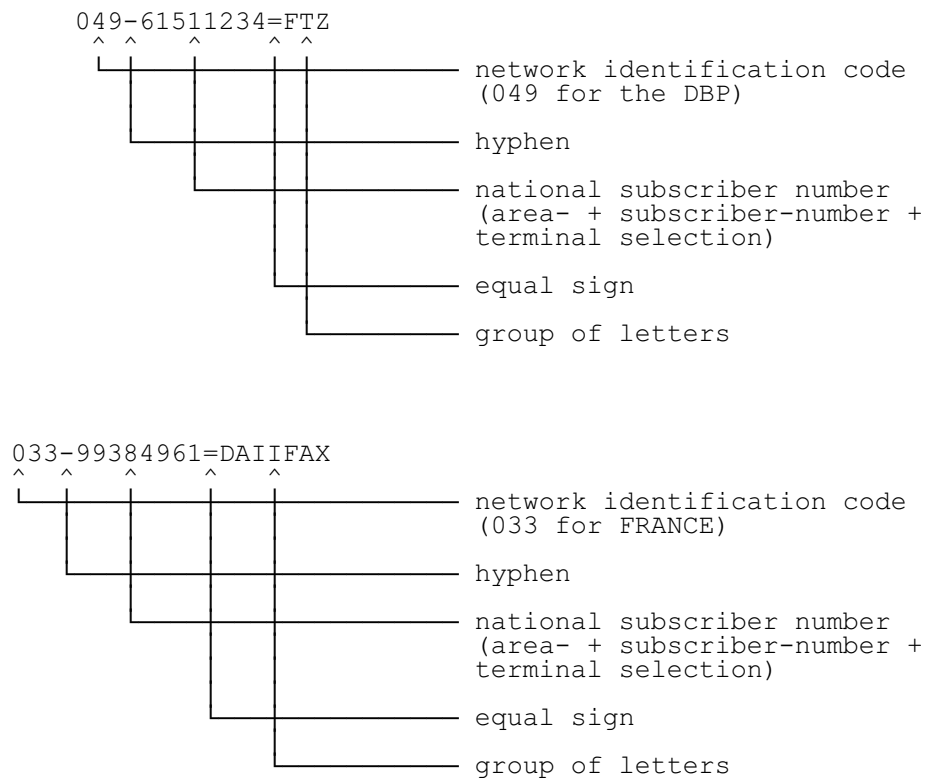 049-61511234=FTZ
^ ^ ^ ^ ^
network identification code
(049 for the DBP)
hyphen
national subscriber number
(area- + subscriber-number +
terminal selection)
equal sign
group of letters
033-99384961=DAIIFAX
^ ^ ^ ^ ^
network identification code
(033 for FRANCE)
hyphen
national subscriber number
(area- + subscriber-number +
terminal selection)
equal sign
group of letters